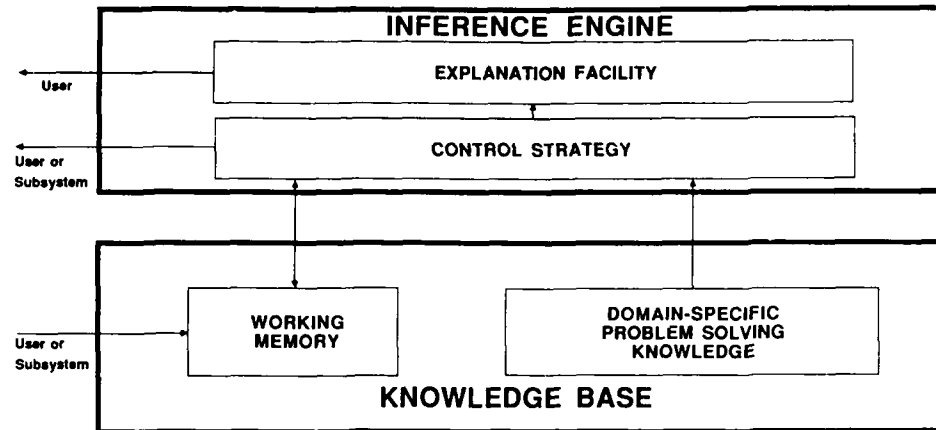 INFERENCE ENGINE
EXPLANATION FACILITY
User
CONTROL STRATEGY
User or
Subsystem
WORKING
MEMORY
DOMAIN-SPECIFIC
PROBLEM SOLVING
KNOWLEDGE
User or
Subsystem
KNOWLEDGE BASE